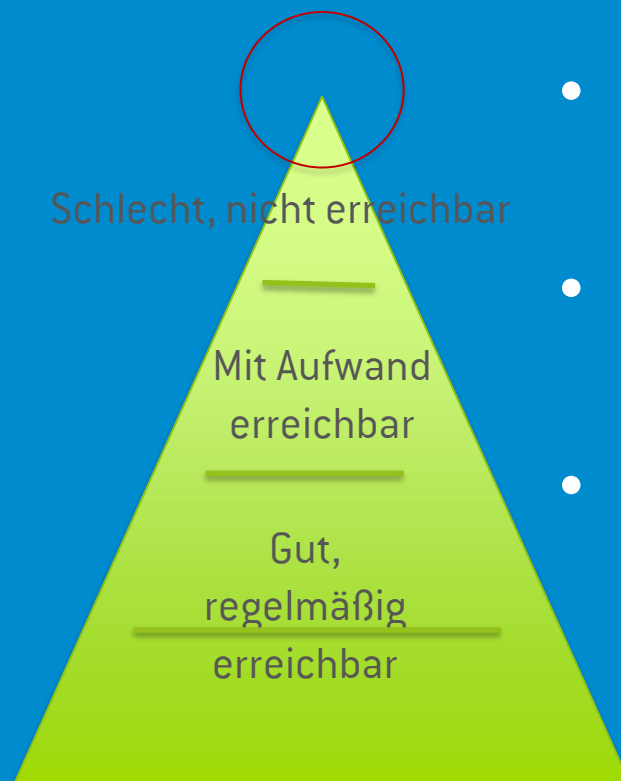 Schlecht, nicht erreichbar
Mit Aufwand
erreichbar
Gut,
regelmäßig
erreichbar